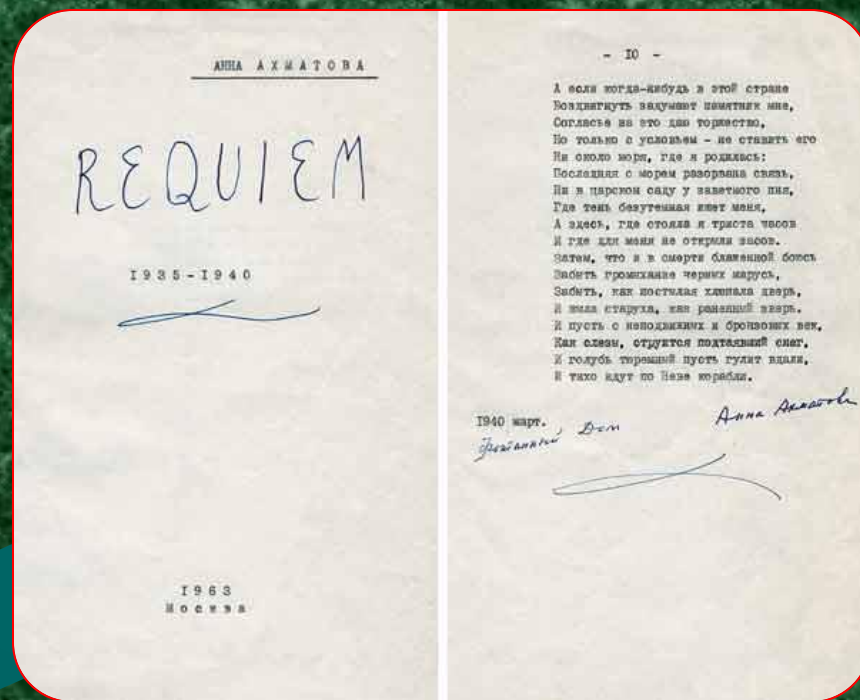 АННА АХМАТОВА
REQUIEM
1935-1940
1963
Москва
- 10 -
А если когда-нибудь в этой стране
Воздвигнуть задумают памятник мне,
Согласье на это даю торжество,
Но только с условьем - не ставить его
Ни около моря, где я родилась:
Последняя с морем разорвана связь,
Ни в царском саду у заветного пня,
Где тень безутешная ищет меня,
А здесь, где стояла я триста часов
И где для меня не открыли засов.
Затем, что и в смерти блаженной боюсь
Забыть громыхание черных марусь,
Забыть, как постылая хлопала дверь,
И выла старуха, как раненый зверь.
И пусть с неподвижных и бронзовых век,
Как слезы, струится подтаявший снег,
И голубь тюремный пусть гулит вдали,
И тихо идут по Неве корабли.
1940 март.
Фонтанный Дом
Анна Ахматова